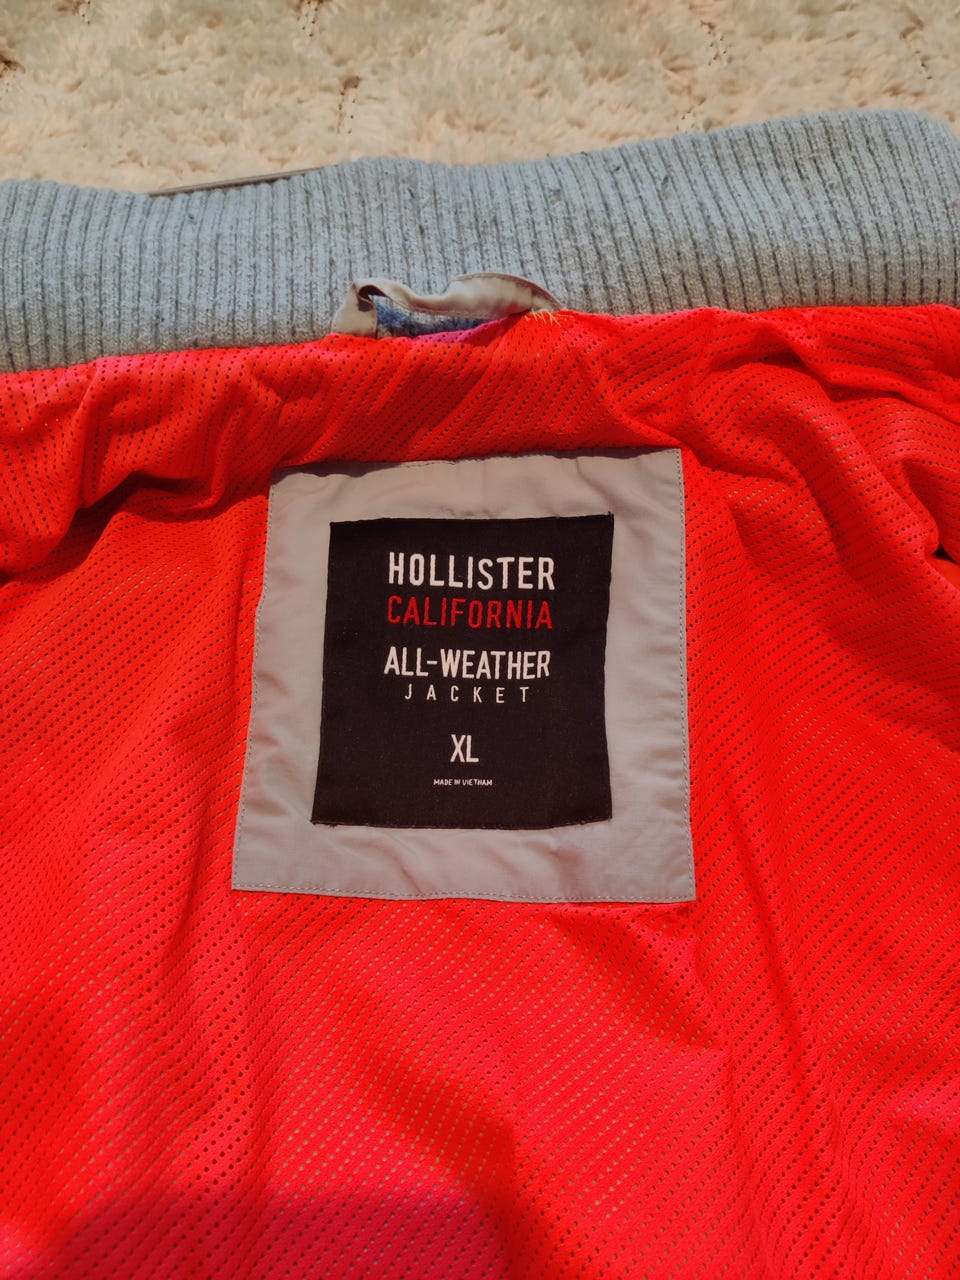 HOLLISTER
CALIFORNIA
ALL-WEATHER
JACKET
XL
MADE IN VIETNAM